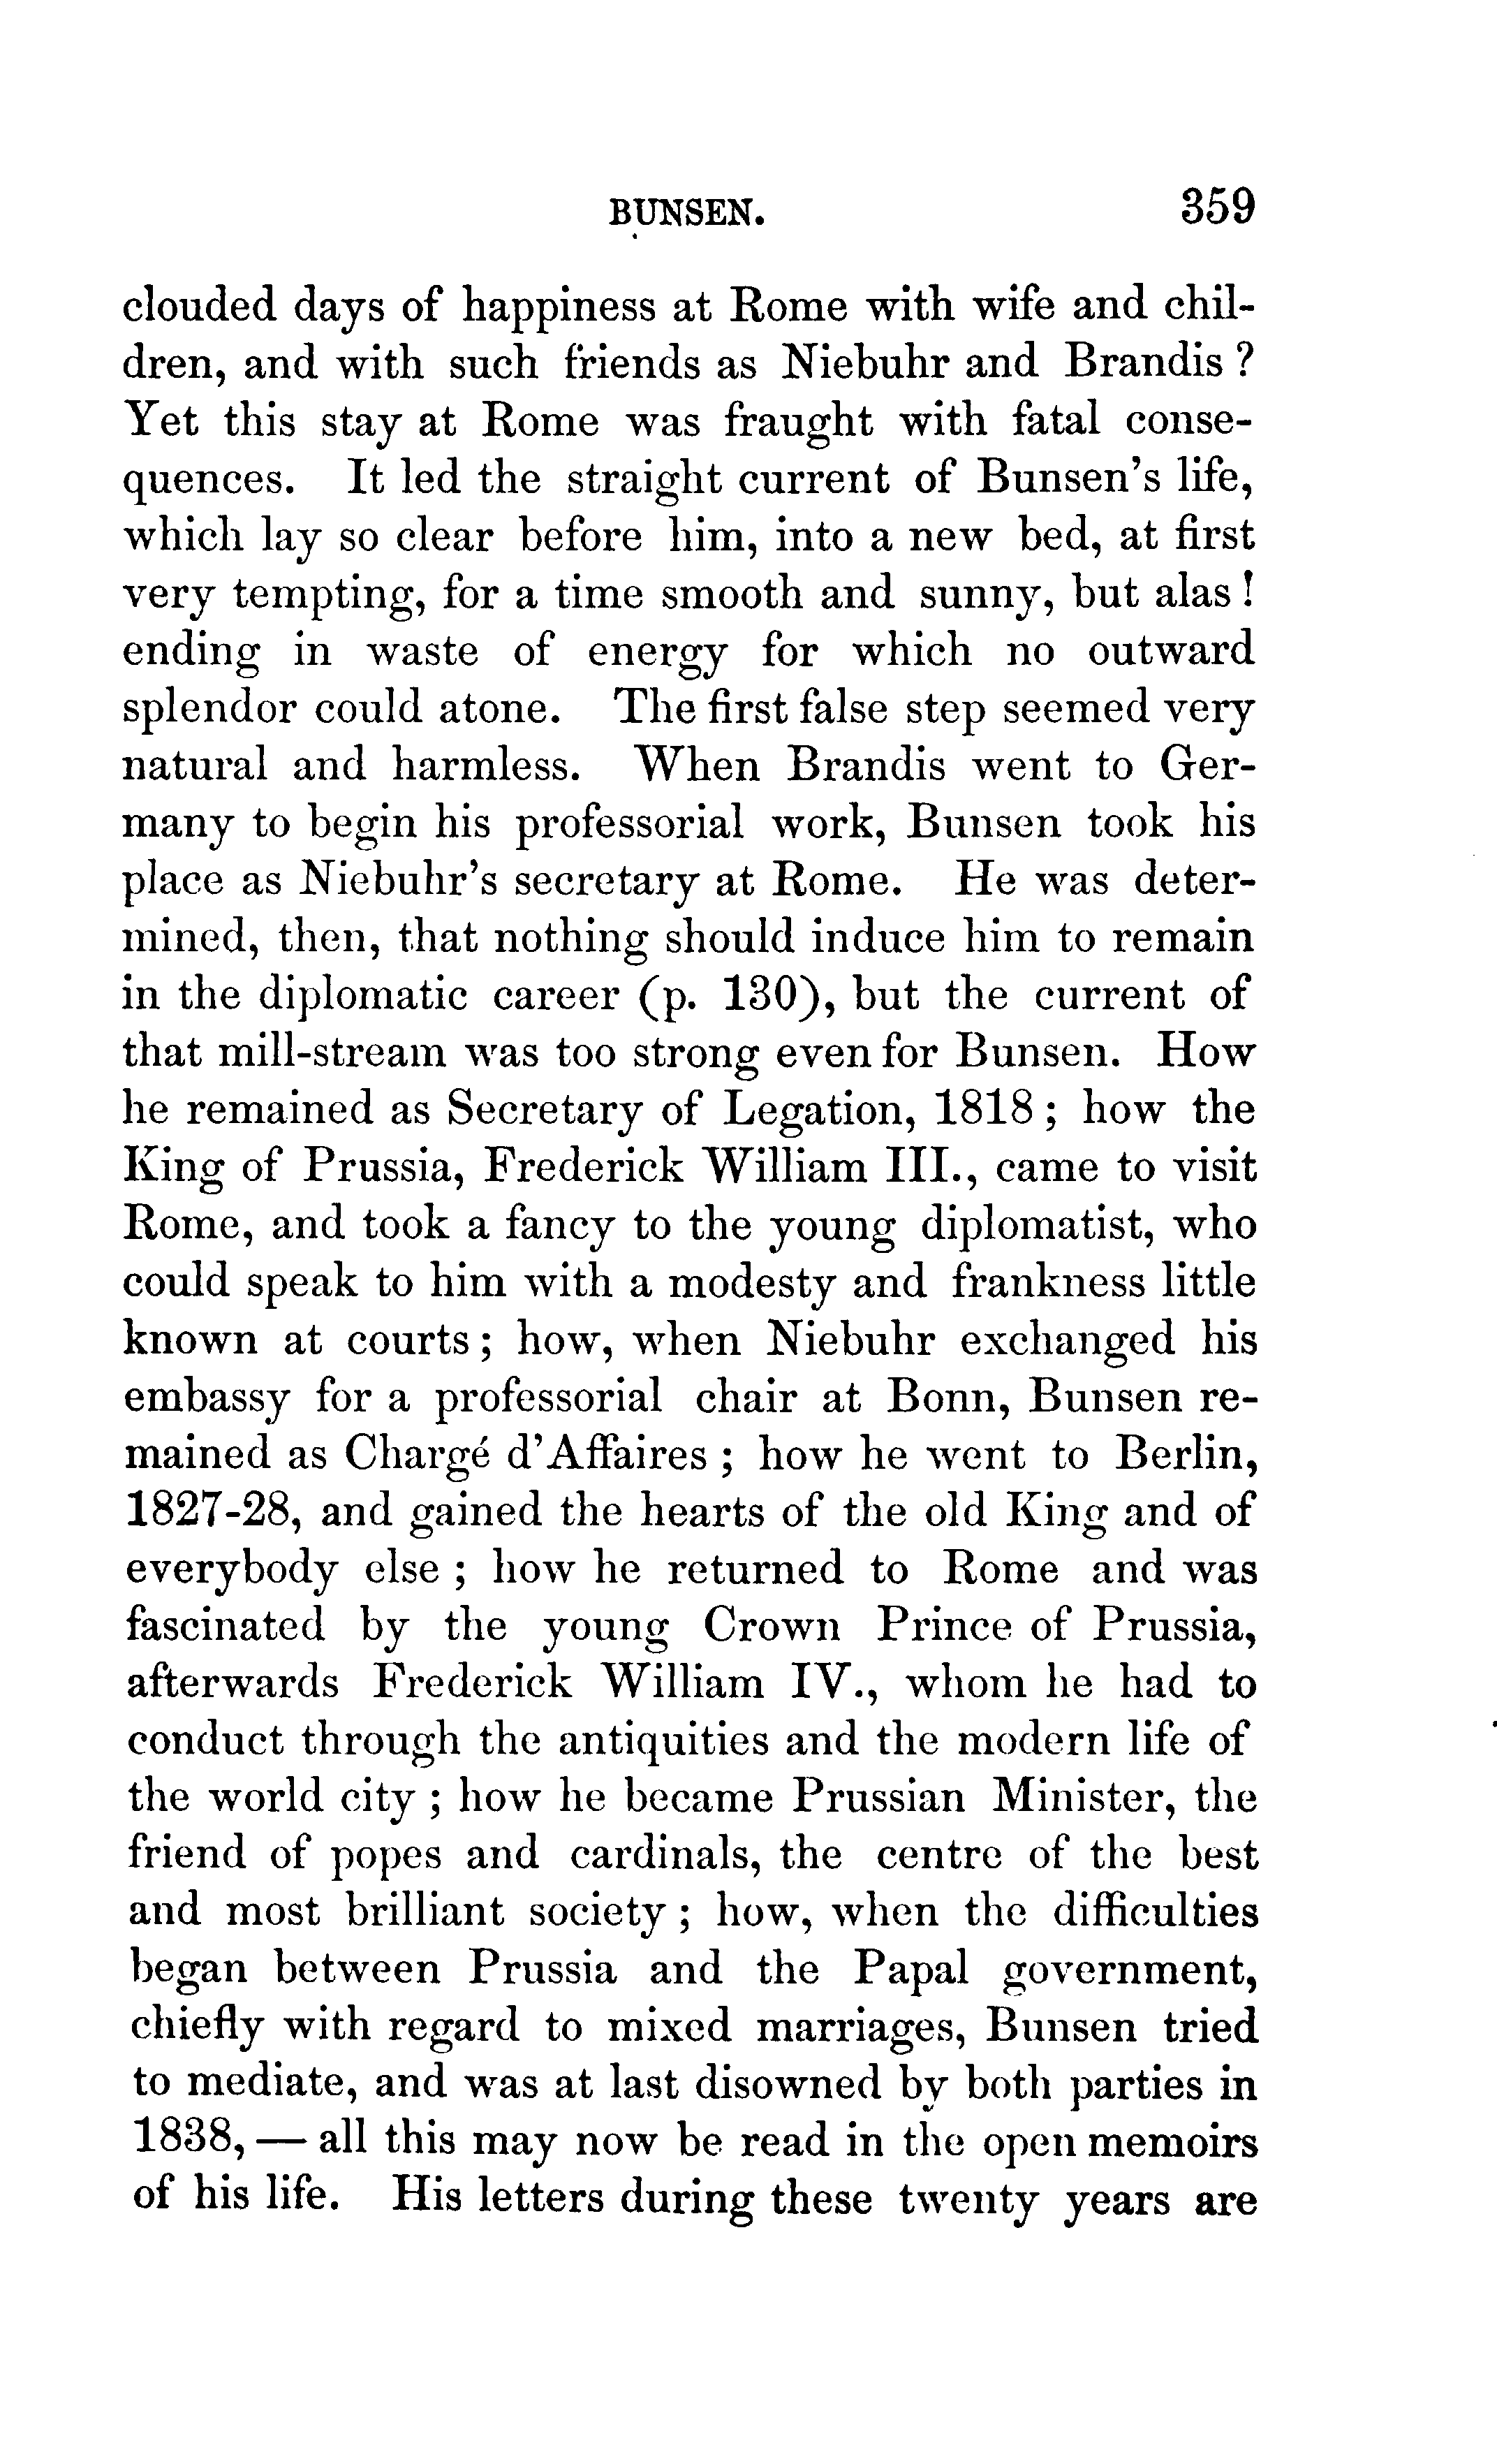 BUNSEN. 359
clouded days of happiness at Rome with wife and chil-
dren, and with such friends as Niebuhr and Brandis ?
Yet this stay at Rome was fraught with fatal conse-
quences. It led the straight current of Bunsen's life,
which lay so clear before him, into a new bed, at first
very tempting, for a time smooth and sunny, but alas !
ending in waste of energy for which no outward
splendor could atone. The first false step seemed very
natural and harmless. When Brandis went to Ger-
many to begin his professorial work, Bunsen took his
place as Niebuhr's secretary at Rome. He was deter-
mined, then, that nothing should induce him to remain
in the diplomatic career (p. 130), but the current of
that mill-stream was too strong even for Bunsen. How
he remained as Secretary of Legation, 1818 ; how the
King of Prussia, Frederick William III., came to visit
Rome, and took a fancy to the young diplomatist, who
could speak to him with a modesty and frankness little
known at courts ; how, when Niebuhr exchanged his
embassy for a professorial chair at Bonn, Bunsen re-
mained as Chargé d'Affaires ; how he went to Berlin,
1827-28, and gained the hearts of the old King and of
everybody else ; how he returned to Rome and was
fascinated by the young Crown Prince of Prussia,
afterwards Frederick William IV., whom he had to
conduct through the antiquities and the modern life of
the world city ; how he became Prussian Minister, the
friend of popes and cardinals, the centre of the best
and most brilliant society ; how, when the difficulties
began between Prussia and the Papal government,
chiefly with regard to mixed marriages, Bunsen tried
to mediate, and was at last disowned by both parties in
1838, — all this may now be read in the open memoirs
of his life. His letters during these twenty years are